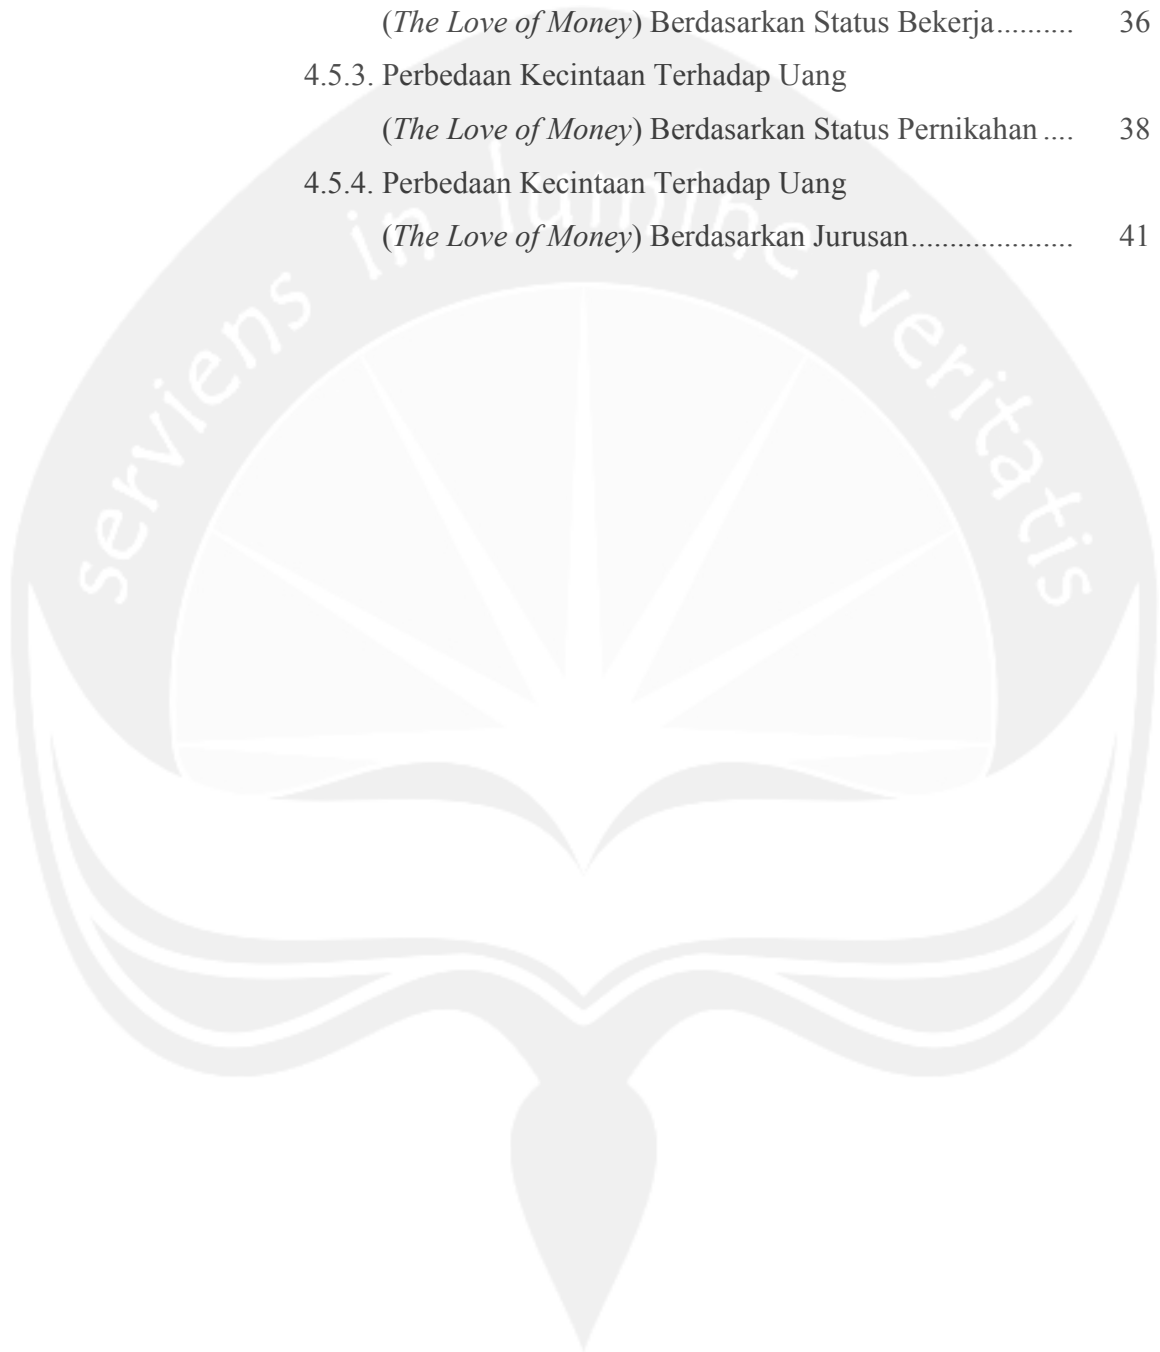 (The Love of Money) Berdasarkan Status Bekerja.......... 36
4.5.3. Perbedaan Kecintaan Terhadap Uang
(The Love of Money) Berdasarkan Status Pernikahan .... 38
4.5.4. Perbedaan Kecintaan Terhadap Uang
(The Love of Money) Berdasarkan Jurusan..................... 41
serviens in lumine veritatis